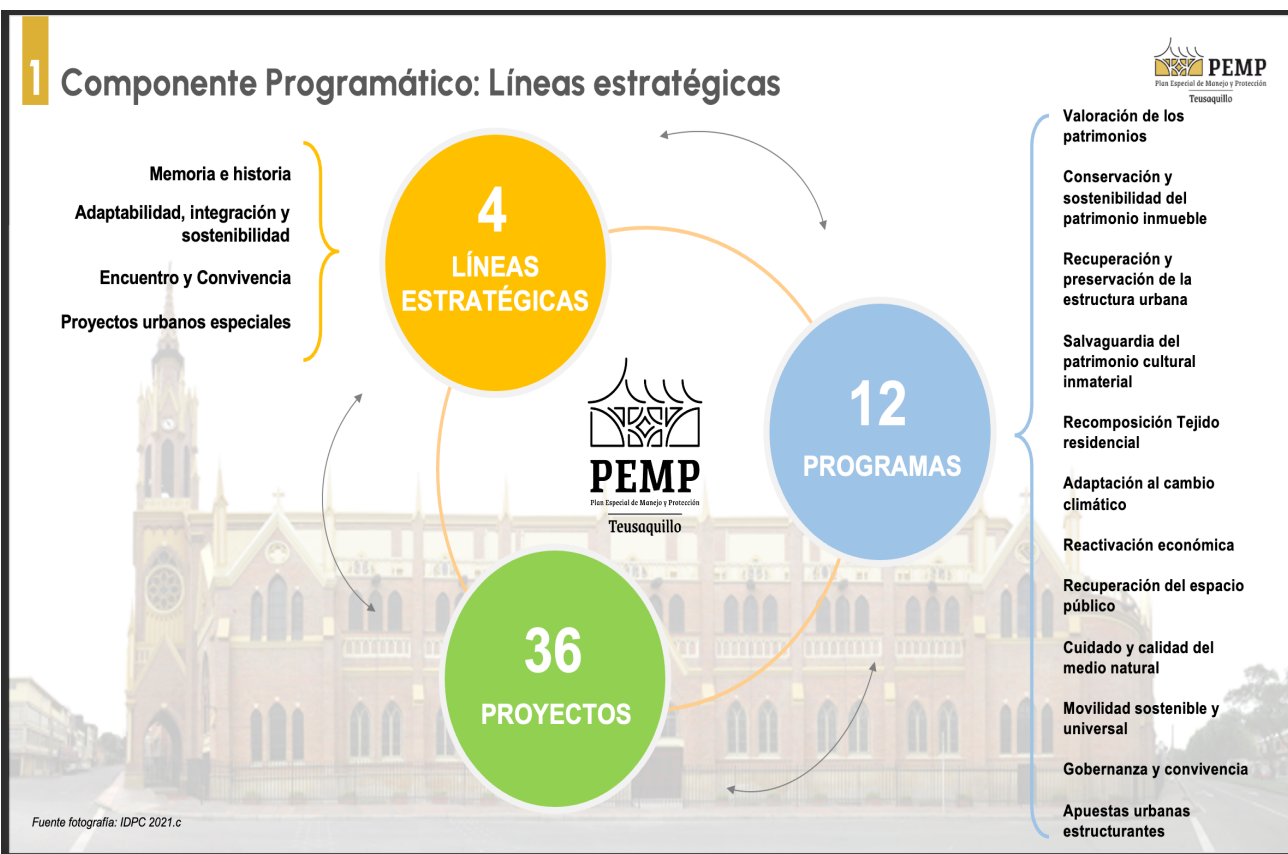 1
Componente Programático: Líneas estratégicas
PEMP
Plan Especial de Manejo y Protección
Teusaquillo
Memoria e historia
Adaptabilidad, integración y
sostenibilidad
Encuentro y Convivencia
Proyectos urbanos especiales
4
LÍNEAS
ESTRATÉGICAS
12
PROGRAMAS
36
PROYECTOS
PEMP
Plan Especial de Manejo y Protección
Teusaquillo
Valoración de los
patrimonios
Conservación y
sostenibilidad del
patrimonio inmueble
Recuperación y
preservación de la
estructura urbana
Salvaguardia del
patrimonio cultural
inmaterial
Recomposición Tejido
residencial
Adaptación al cambio
climático
Reactivación económica
Recuperación del espacio
público
Cuidado y calidad del
medio natural
Movilidad sostenible y
universal
Gobernanza y convivencia
Apuestas urbanas
estructurantes
Fuente fotografía: IDPC 2021.c